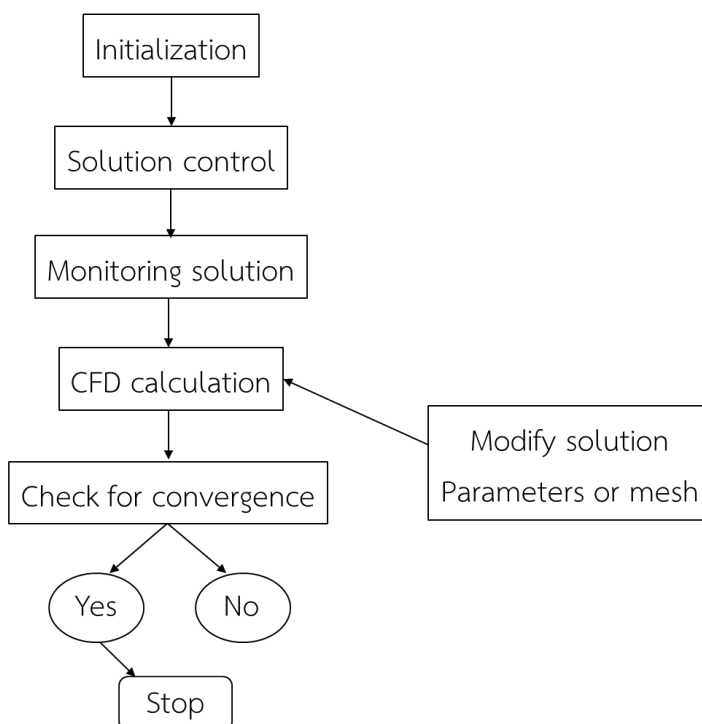 Initialization
Solution control
Monitoring solution
CFD calculation
Modify solution
Parameters or mesh
Check for convergence
Yes
No
Stop